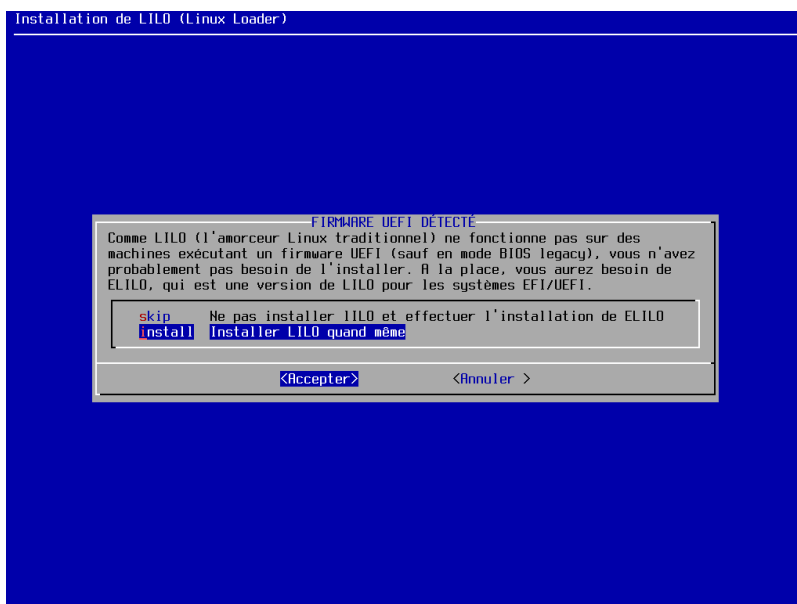 Installation de LILO (Linux Loader)
FIRMWARE UEFI DÉTECTÉ
Comme LILO (l'amorceur Linux traditionnel) ne fonctionne pas sur des
machines exécutant un firmware UEFI (sauf en mode BIOS legacy), vous n'avez
probablement pas besoin de l'installer. A la place, vous aurez besoin de
ELILO, qui est une version de LILO pour les systèmes EFI/UEFI.
skip Ne pas installer lILO et effectuer l'installation de ELILO
install Installer LILO quand même
<Accepter> <Annuler >